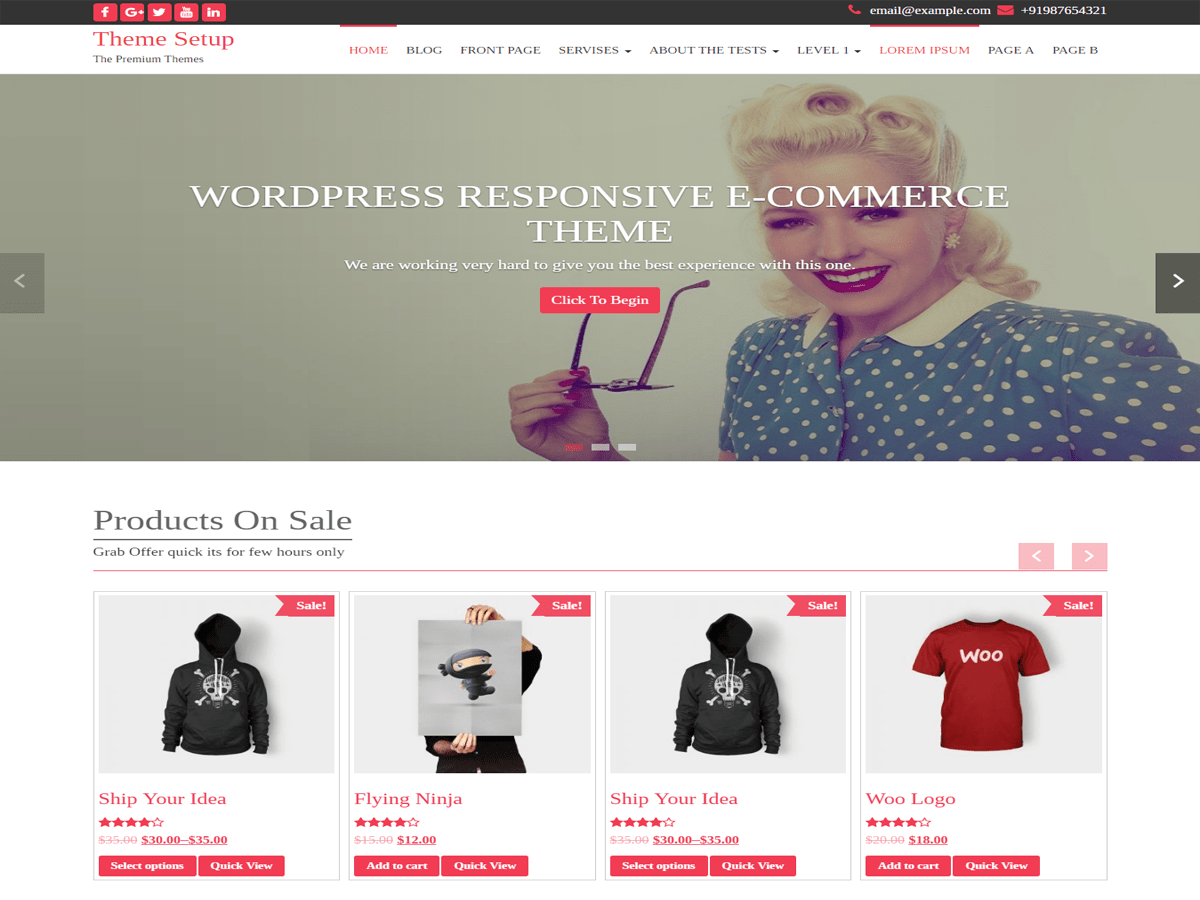 email@example.com +91987654321
Theme Setup
The Premium Themes
HOME BLOG FRONT PAGE SERVISES ABOUT THE TESTS LEVEL 1 LOREM IPSUM PAGE A PAGE B
WORDPRESS RESPONSIVE E-COMMERCE
THEME
We are working very hard to give you the best experience with this one.
Click To Begin
Products On Sale
Grab Offer quick its for few hours only
Sale! Sale! Sale! Sale!
Woo
Ship Your Idea Flying Ninja Ship Your Idea Woo Logo
$35.00 $30.00–$35.00 $15.00 $12.00 $35.00 $30.00–$35.00 $20.00 $18.00
Select options Quick View Add to cart Quick View Select options Quick View Add to cart Quick View